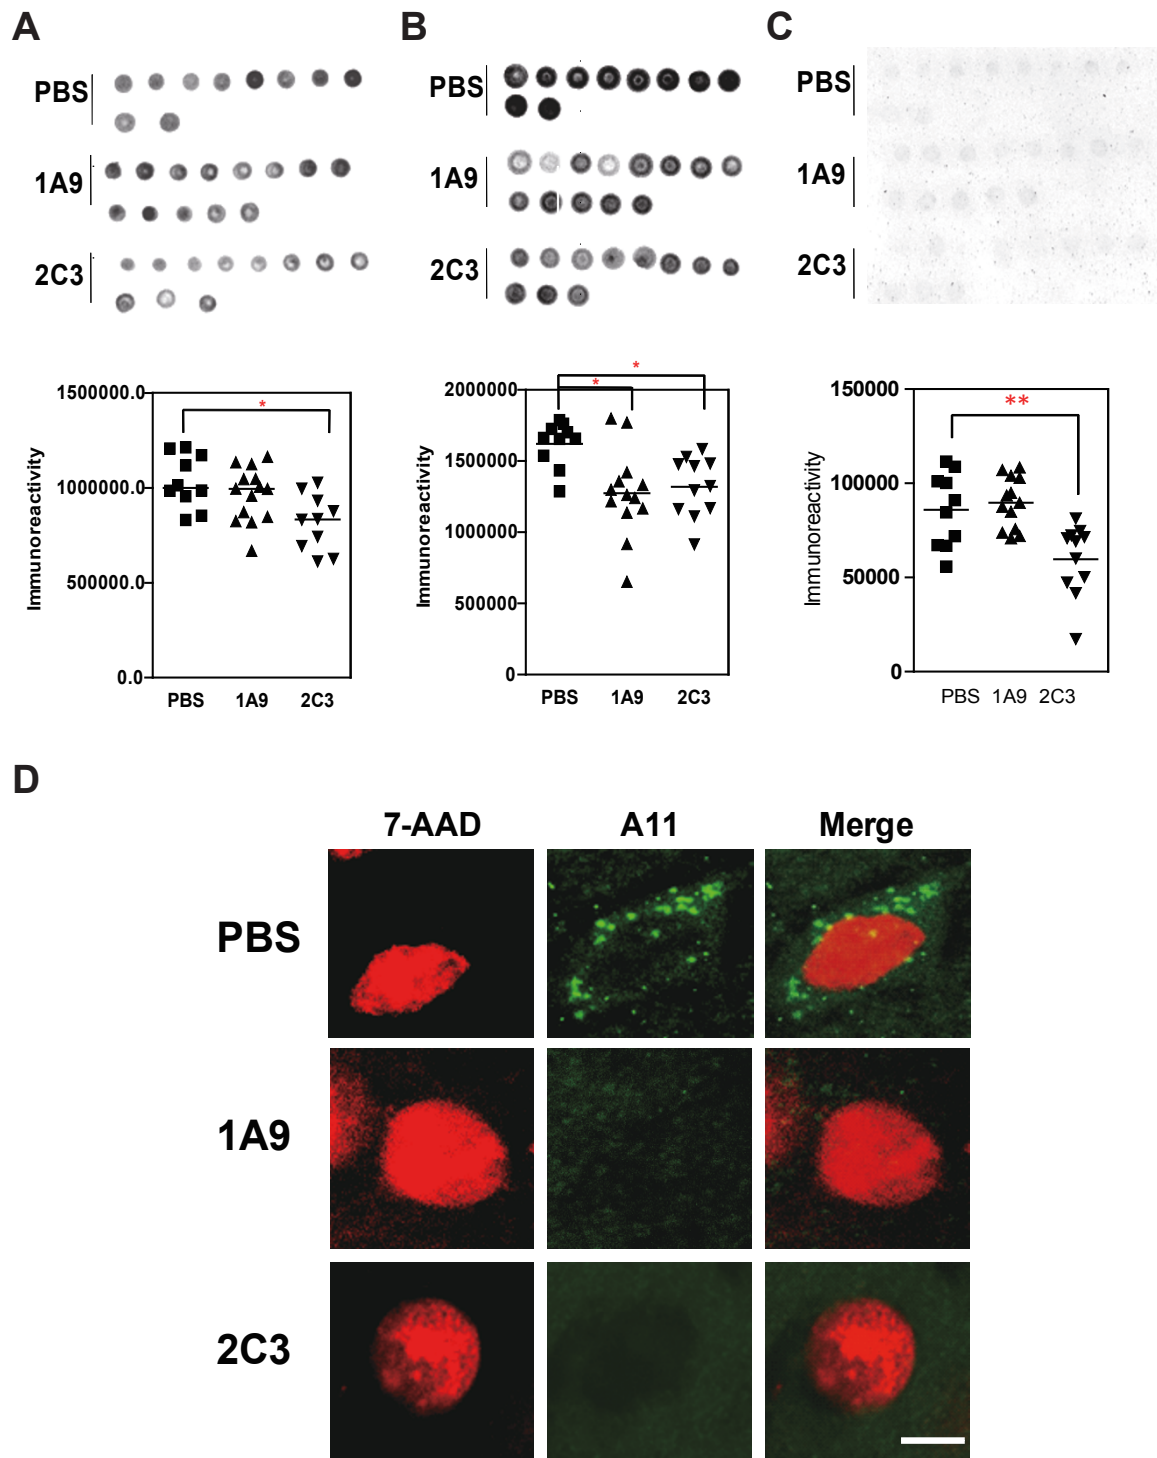 A B C
PBS PBS PBS
1A9 1A9 1A9
2C3 2C3 2C3
* * **
1500000.0
1000000.0
500000.0
0.0
Immunoreactivity
PBS 1A9 2C3
2000000
1500000
1000000
500000
0
Immunoreactivity
PBS 1A9 2C3
*
150000
100000
50000
0
Immunoreactivity
PBS 1A9 2C3
D
7-AAD A11 Merge
PBS
1A9
2C3